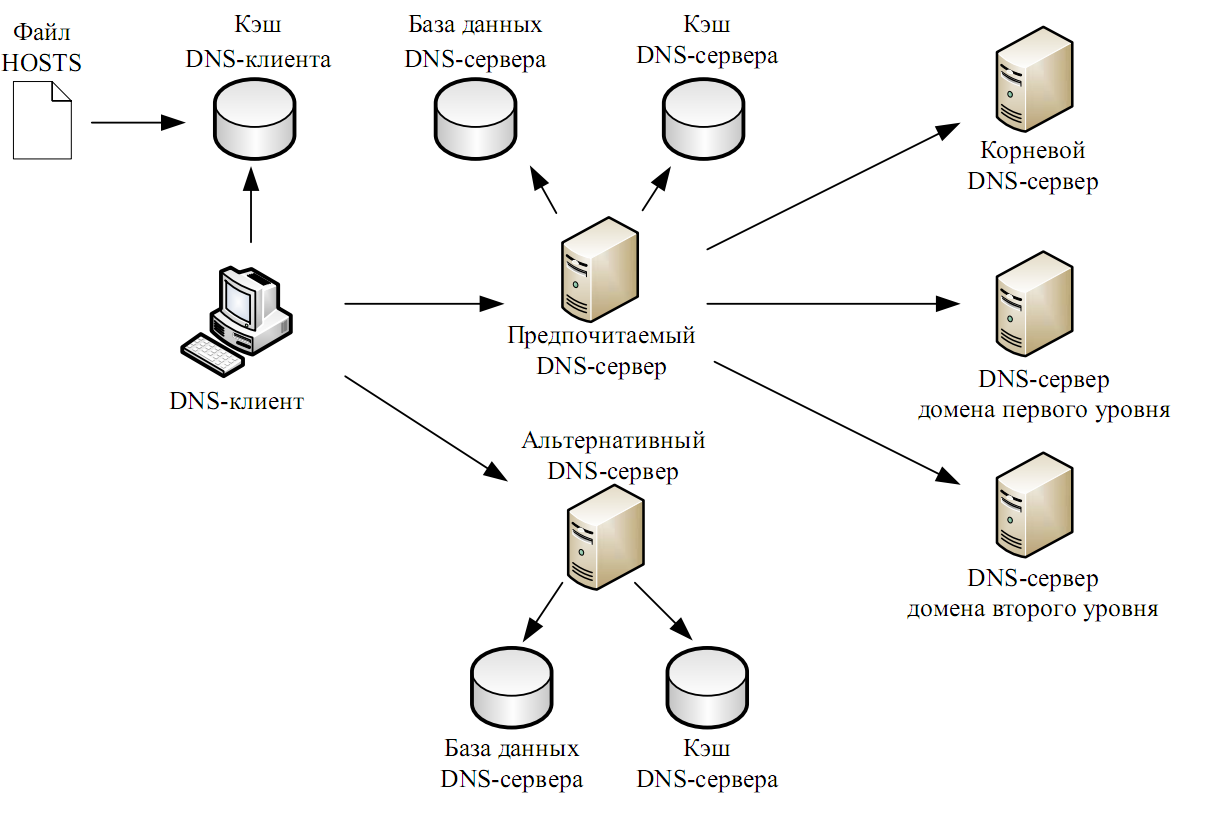 Файл
HOSTS
Кэш
DNS-клиента
База данных
DNS-сервера
Кэш
DNS-сервера
Корневой
DNS-сервер
Предпочитаемый
DNS-сервер
DNS-клиент
DNS-сервер
домена первого уровня
Альтернативный
DNS-сервер
DNS-сервер
домена второго уровня
База данных
DNS-сервера
Кэш
DNS-сервера